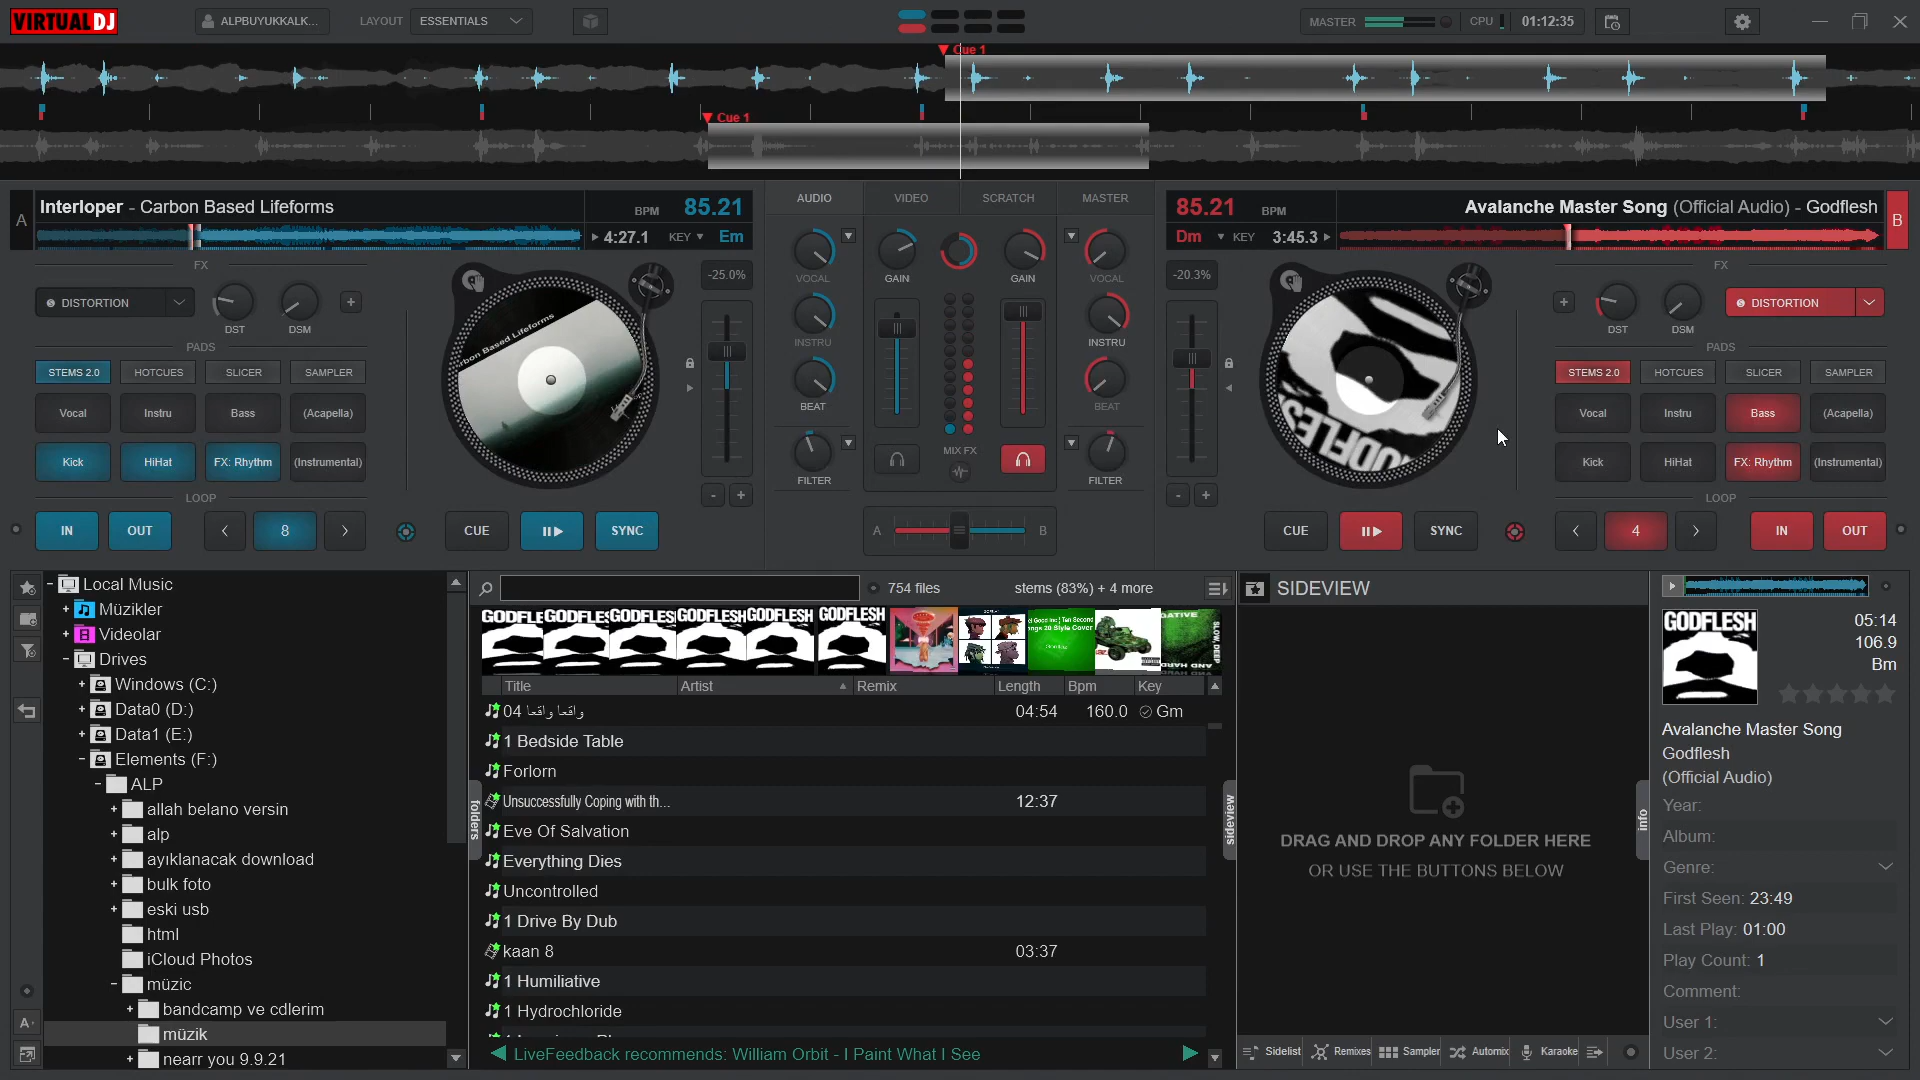 VIRTUALDJ
ALPBUYUKKALK...
LAYOUT ESSENTIALS
MASTER CPU 01:12:35
Cue 1
Cue 1
A Interloper - Carbon Based Lifeforms
BPM 85.21
4:27.1 KEY Em
AUDIO VIDEO SCRATCH MASTER
85.21 BPM
Avalanche Master Song (Official Audio) - Godflesh B
Dm KEY 3:45.3
FX
DISTORTION
DST DSM +
-25.0%
VOCAL GAIN GAIN VOCAL
INSTRU INSTRU
BEAT BEAT
MIX FX
FILTER FILTER
A B
-20.3%
FX
+ DST DSM
DISTORTION
PADS
STEMS 2.0 HOTCUES SLICER SAMPLER
Vocal Instru Bass (Acapella)
Kick HiHat FX: Rhythm (Instrumental)
LOOP
IN OUT < 8 >
CUE SYNC
- +
Carbon Based Lifeforms
GODFLESH
PADS
STEMS 2.0 HOTCUES SLICER SAMPLER
Vocal Instru Bass (Acapella)
Kick HiHat FX: Rhythm (Instrumental)
LOOP
- +
CUE SYNC
< 4 > IN OUT
Local Music
Müzikler
Videolar
Drives
Windows (C:)
Data0 (D:)
Data1 (E:)
Elements (F:)
ALP
allah belano versin
alp
ayıklanacak download
bulk foto
eski usb
html
iCloud Photos
müzic
bandcamp ve cdlerim
müzik
nearr you 9.9.21
folders
754 files stems (83%) + 4 more
GODFLE GODFLES GODFLES GODFLES GODFLES GODFLESH
Title Artist Remix Length Bpm Key
04 واقعا واقعا 04:54 160.0 Gm
1 Bedside Table
Forlorn
Unsuccessfully Coping with th... 12:37
Eve Of Salvation
Everything Dies
Uncontrolled
1 Drive By Dub
kaan 8 03:37
1 Humiliative
1 Hydrochloride
LiveFeedback recommends: William Orbit - I Paint What I See
sideview
SIDEVIEW
DRAG AND DROP ANY FOLDER HERE
OR USE THE BUTTONS BELOW
Sidelist Remixes Sampler Automix Karaoke
info
GODFLESH
05:14
106.9
Bm
Avalanche Master Song
Godflesh
(Official Audio)
Year:
Album:
Genre:
First Seen: 23:49
Last Play: 01:00
Play Count: 1
Comment:
User 1:
User 2: